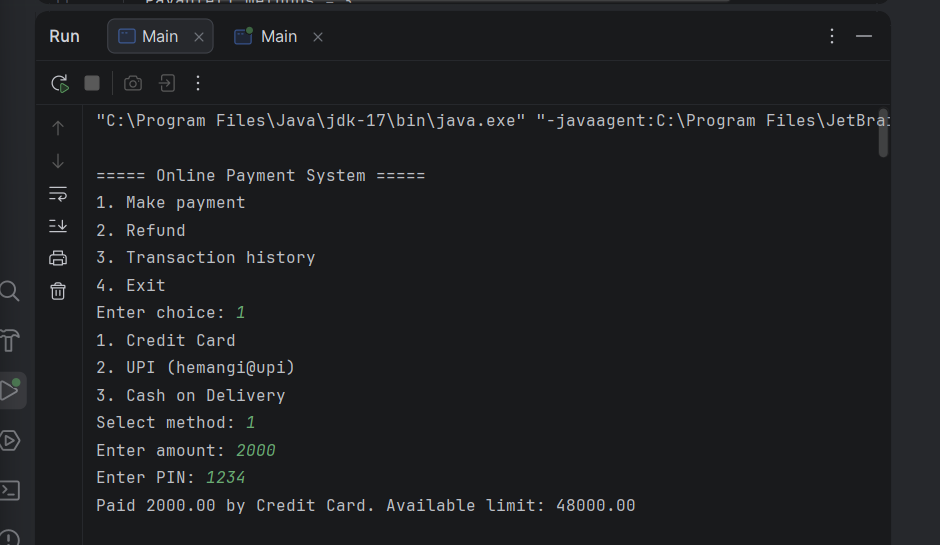 Run Main Main
"C:\Program Files\Java\jdk-17\bin\java.exe" "-javaagent:C:\Program Files\JetBrai
===== Online Payment System =====
1. Make payment
2. Refund
3. Transaction history
4. Exit
Enter choice: 1
1. Credit Card
2. UPI (hemangi@upi)
3. Cash on Delivery
Select method: 1
Enter amount: 2000
Enter PIN: 1234
Paid 2000.00 by Credit Card. Available limit: 48000.00